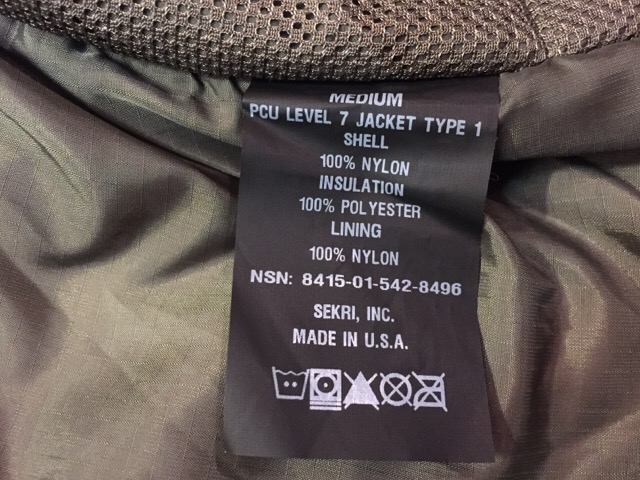 MEDIUM
PCU LEVEL 7 JACKET TYPE 1
SHELL
100% NYLON
INSULATION
100% POLYESTER
LINING
100% NYLON
NSN: 8415-01-542-8496
SEKRI, INC.
MADE IN U.S.A.